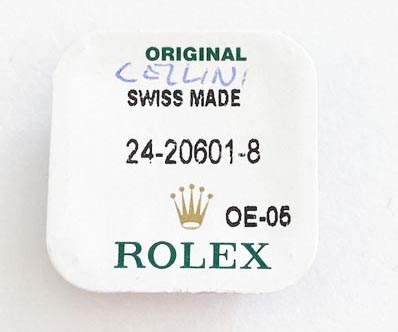 ORIGINAL
CELLINI
SWISS MADE
24-20601-8
OE-05
ROLEX